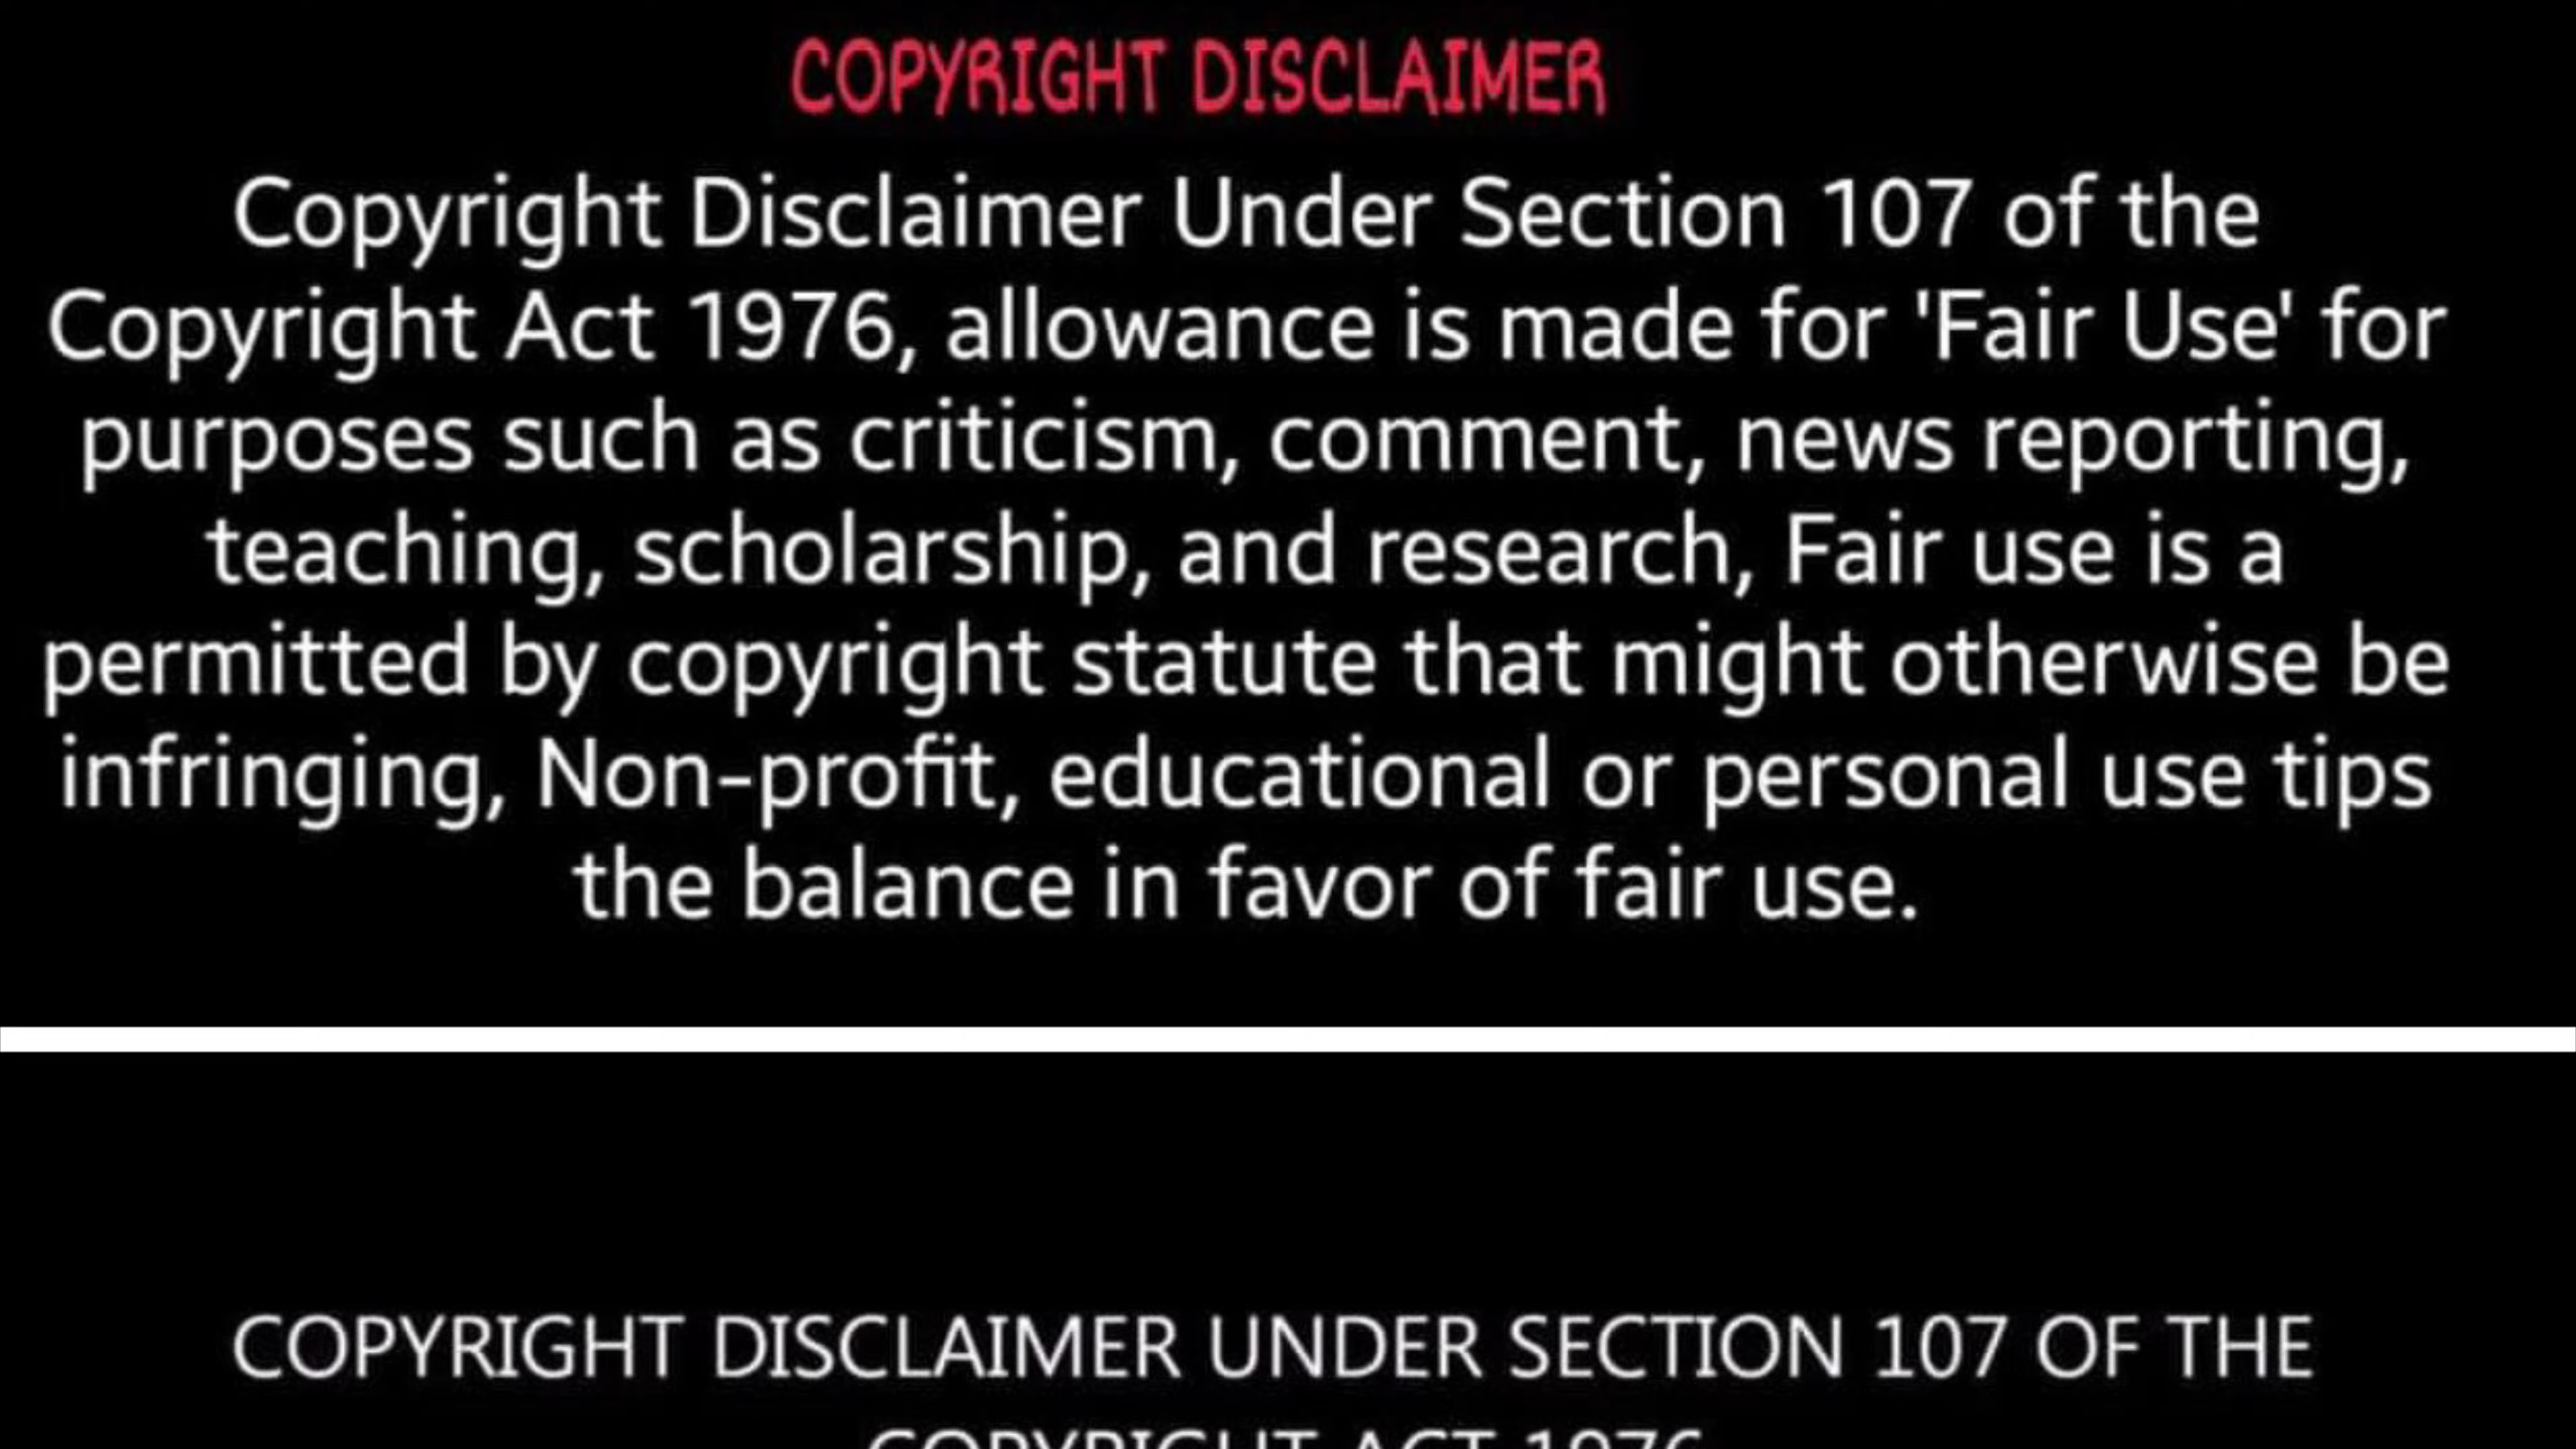 COPYRIGHT DISCLAIMER
Copyright Disclaimer Under Section 107 of the
Copyright Act 1976, allowance is made for 'Fair Use' for
purposes such as criticism, comment, news reporting,
teaching, scholarship, and research, Fair use is a
permitted by copyright statute that might otherwise be
infringing, Non-profit, educational or personal use tips
the balance in favor of fair use.
COPYRIGHT DISCLAIMER UNDER SECTION 107 OF THE
COPYRIGHT ACT 1976